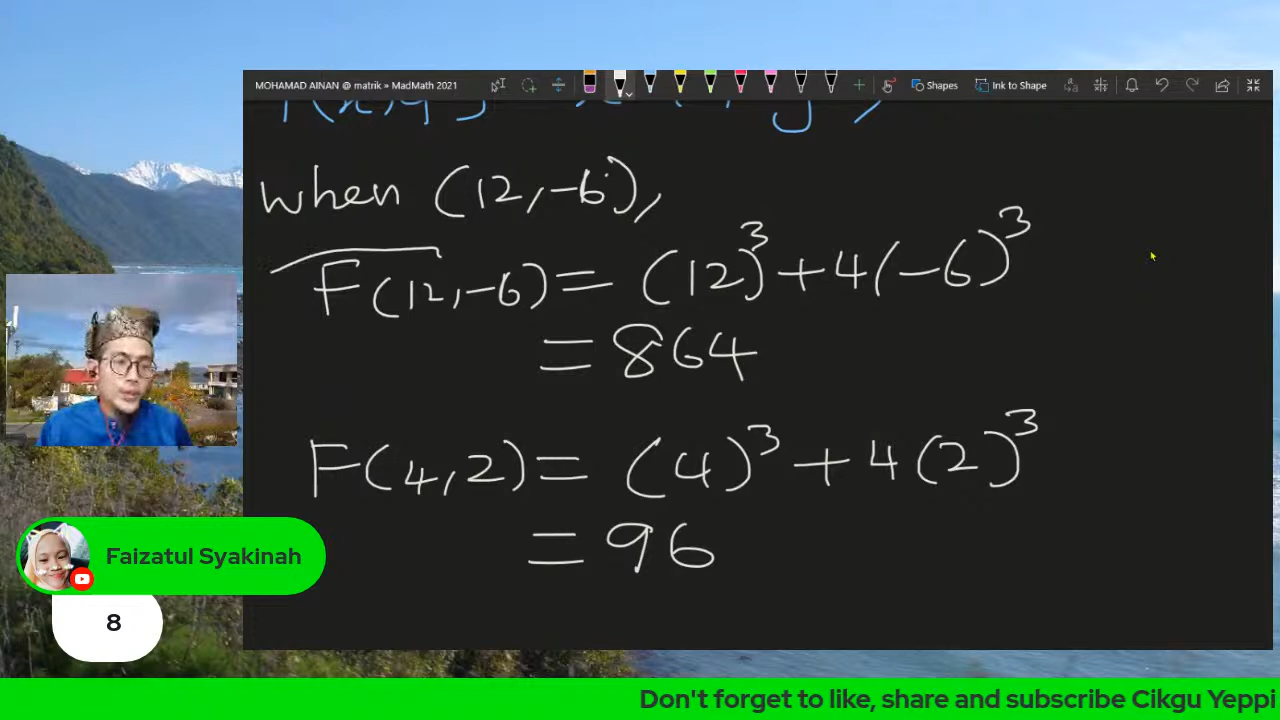 MOHAMAD AINAN @ matrik » MadMath 2021
Shapes
Ink to Shape
when (12,-6),
F(12,-6) = (12)³ + 4(-6)³
= 864
F(4,2) = (4)³ + 4(2)³
= 96
Faizatul Syakinah
8
Don't forget to like, share and subscribe Cikgu Yeppi